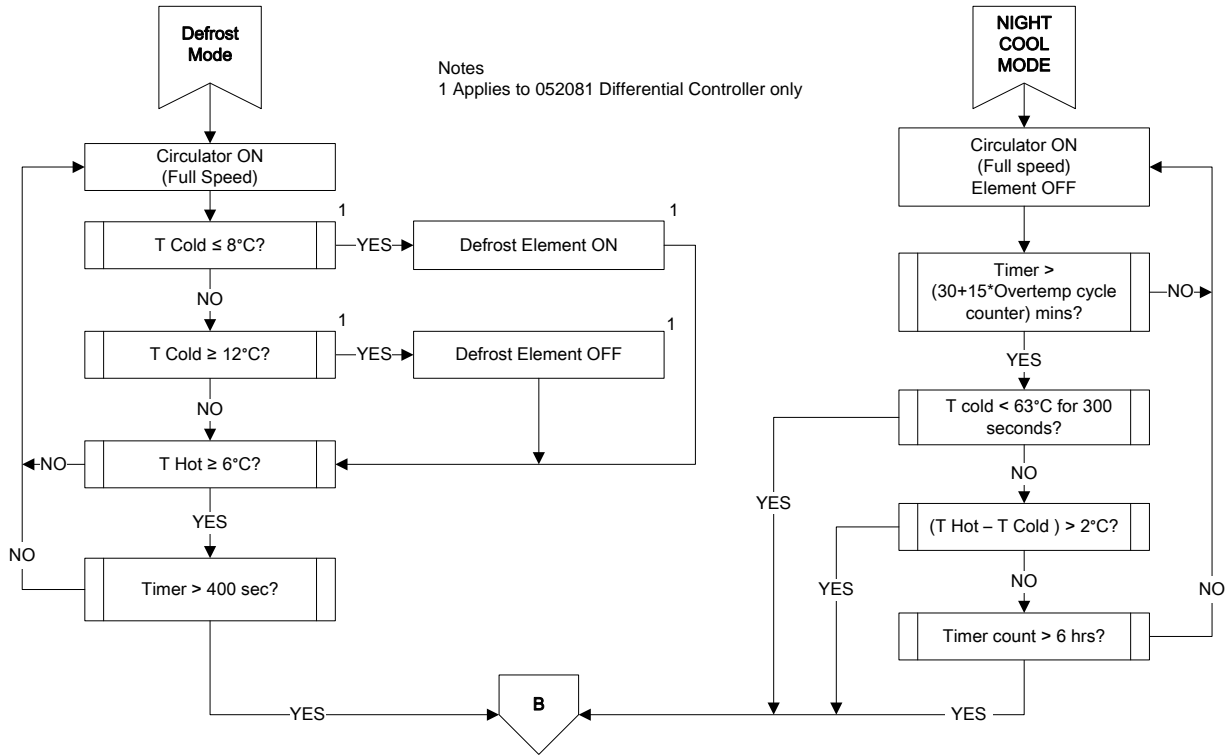 Defrost
Mode
Notes
1 Applies to 052081 Differential Controller only
NIGHT
COOL
MODE
Circulator ON
(Full Speed)
1
T Cold ≤ 8°C?
YES
1
Defrost Element ON
NO
1
T Cold ≥ 12°C?
YES
1
Defrost Element OFF
NO
T Hot ≥ 6°C?
NO
YES
NO
Timer > 400 sec?
YES
B
Circulator ON
(Full speed)
Element OFF
Timer >
(30+15*Overtemp cycle
counter) mins?
NO
YES
T cold < 63°C for 300
seconds?
YES
NO
(T Hot – T Cold ) > 2°C?
YES
NO
Timer count > 6 hrs?
NO
YES